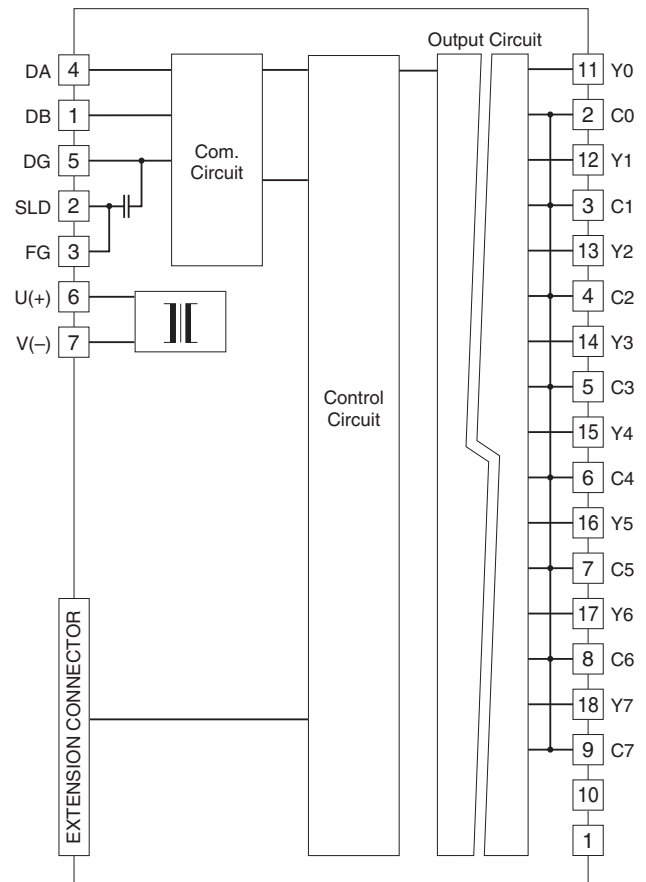 Output Circuit
DA 4
DB 1
DG 5
SLD 2
FG 3
U(+) 6
V(–) 7
Com.
Circuit
Control
Circuit
EXTENSION CONNECTOR
11 Y0
2 C0
12 Y1
3 C1
13 Y2
4 C2
14 Y3
5 C3
15 Y4
6 C4
16 Y5
7 C5
17 Y6
8 C6
18 Y7
9 C7
10
1